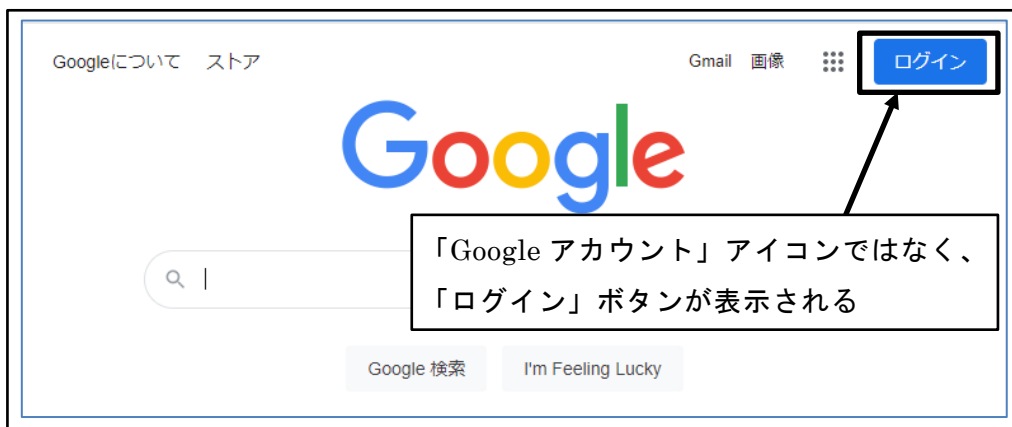 Googleについて ストア Gmail 画像 ログイン
Google
「Google アカウント」アイコンではなく、
「ログイン」ボタンが表示される
Google 検索 I'm Feeling Lucky